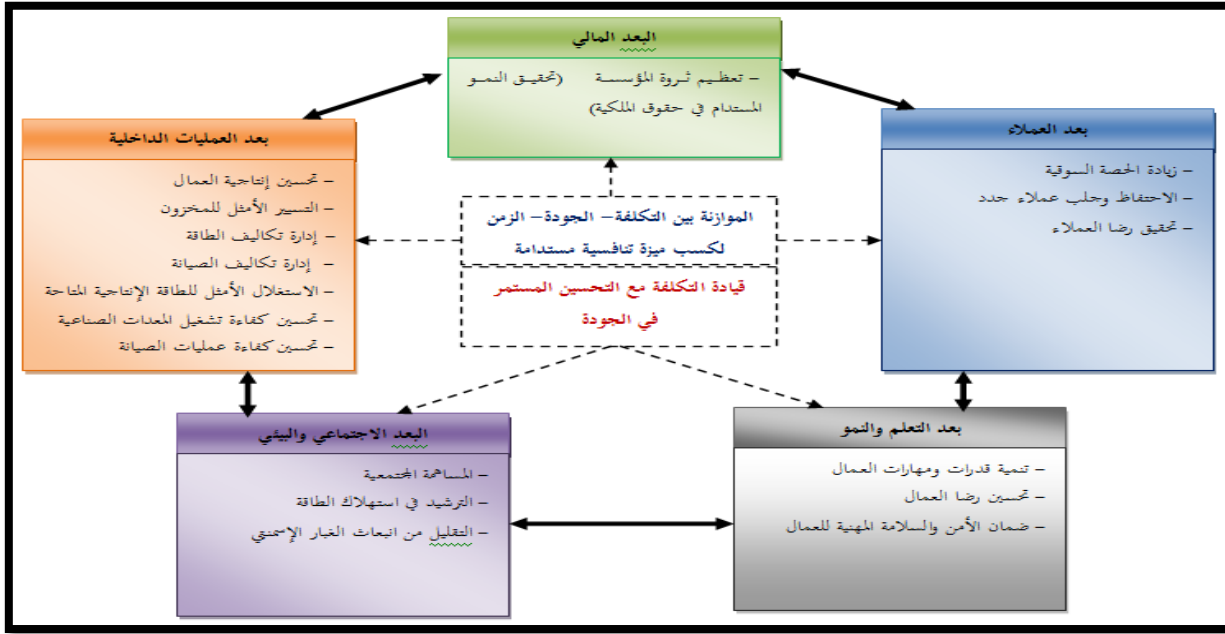 البعد المالي
– تعظيم ثروة المؤسسة (تحقيق النمو
المستدام في حقوق الملكية)
بعد العملاء
– زيادة الحصة السوقية
– الاحتفاظ وجلب عملاء جدد
– تحقيق رضا العملاء
بعد العمليات الداخلية
– تحسين إنتاجية العمال
– التسيير الأمثل للمخزون
– إدارة تكاليف الطاقة
– إدارة تكاليف الصيانة
– الاستغلال الأمثل للطاقة الإنتاجية المتاحة
– تحسين كفاءة تشغيل المعدات الصناعية
– تحسين كفاءة عمليات الصيانة
الموازنة بين التكلفة– الجودة– الزمن
لكسب ميزة تنافسية مستدامة
قيادة التكلفة مع التحسين المستمر
في الجودة
بعد التعلم والنمو
– تنمية قدرات ومهارات العمال
– تحسين رضا العمال
– ضمان الأمن والسلامة المهنية للعمال
البعد الاجتماعي والبيئي
– المساهمة المجتمعية
– الترشيد في استهلاك الطاقة
– التقليل من انبعاث الغبار الإسمنتي